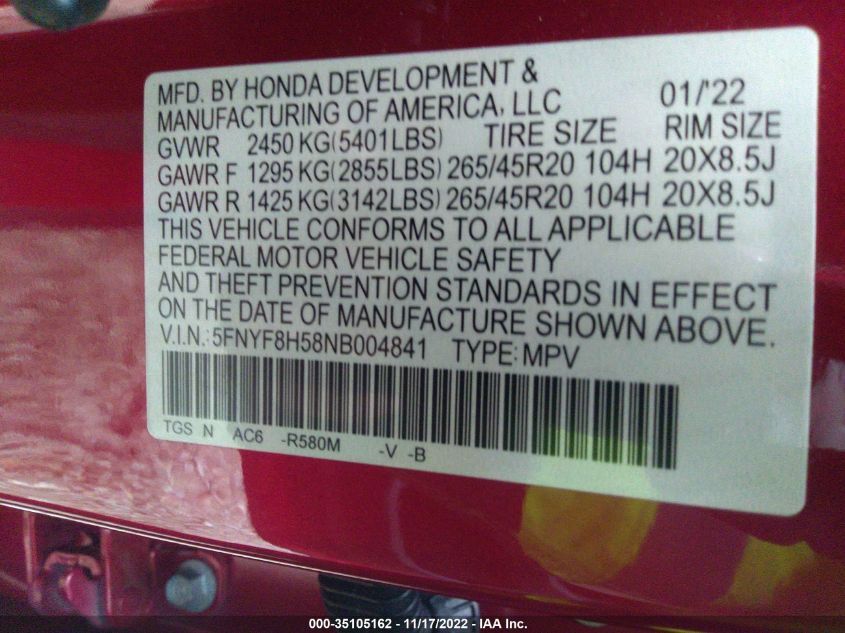 MFD. BY HONDA DEVELOPMENT &
MANUFACTURING OF AMERICA, LLC 01/'22
GVWR 2450 KG(5401LBS) TIRE SIZE RIM SIZE
GAWR F 1295 KG(2855LBS) 265/45R20 104H 20X8.5J
GAWR R 1425 KG(3142LBS) 265/45R20 104H 20X8.5J
THIS VEHICLE CONFORMS TO ALL APPLICABLE
FEDERAL MOTOR VEHICLE SAFETY
AND THEFT PREVENTION STANDARDS IN EFFECT
ON THE DATE OF MANUFACTURE SHOWN ABOVE.
V.I.N.: 5FNYF8H58NB004841 TYPE: MPV
TGS N AC6 -R580M -V -B
000-35105162 - 11/17/2022 - IAA Inc.